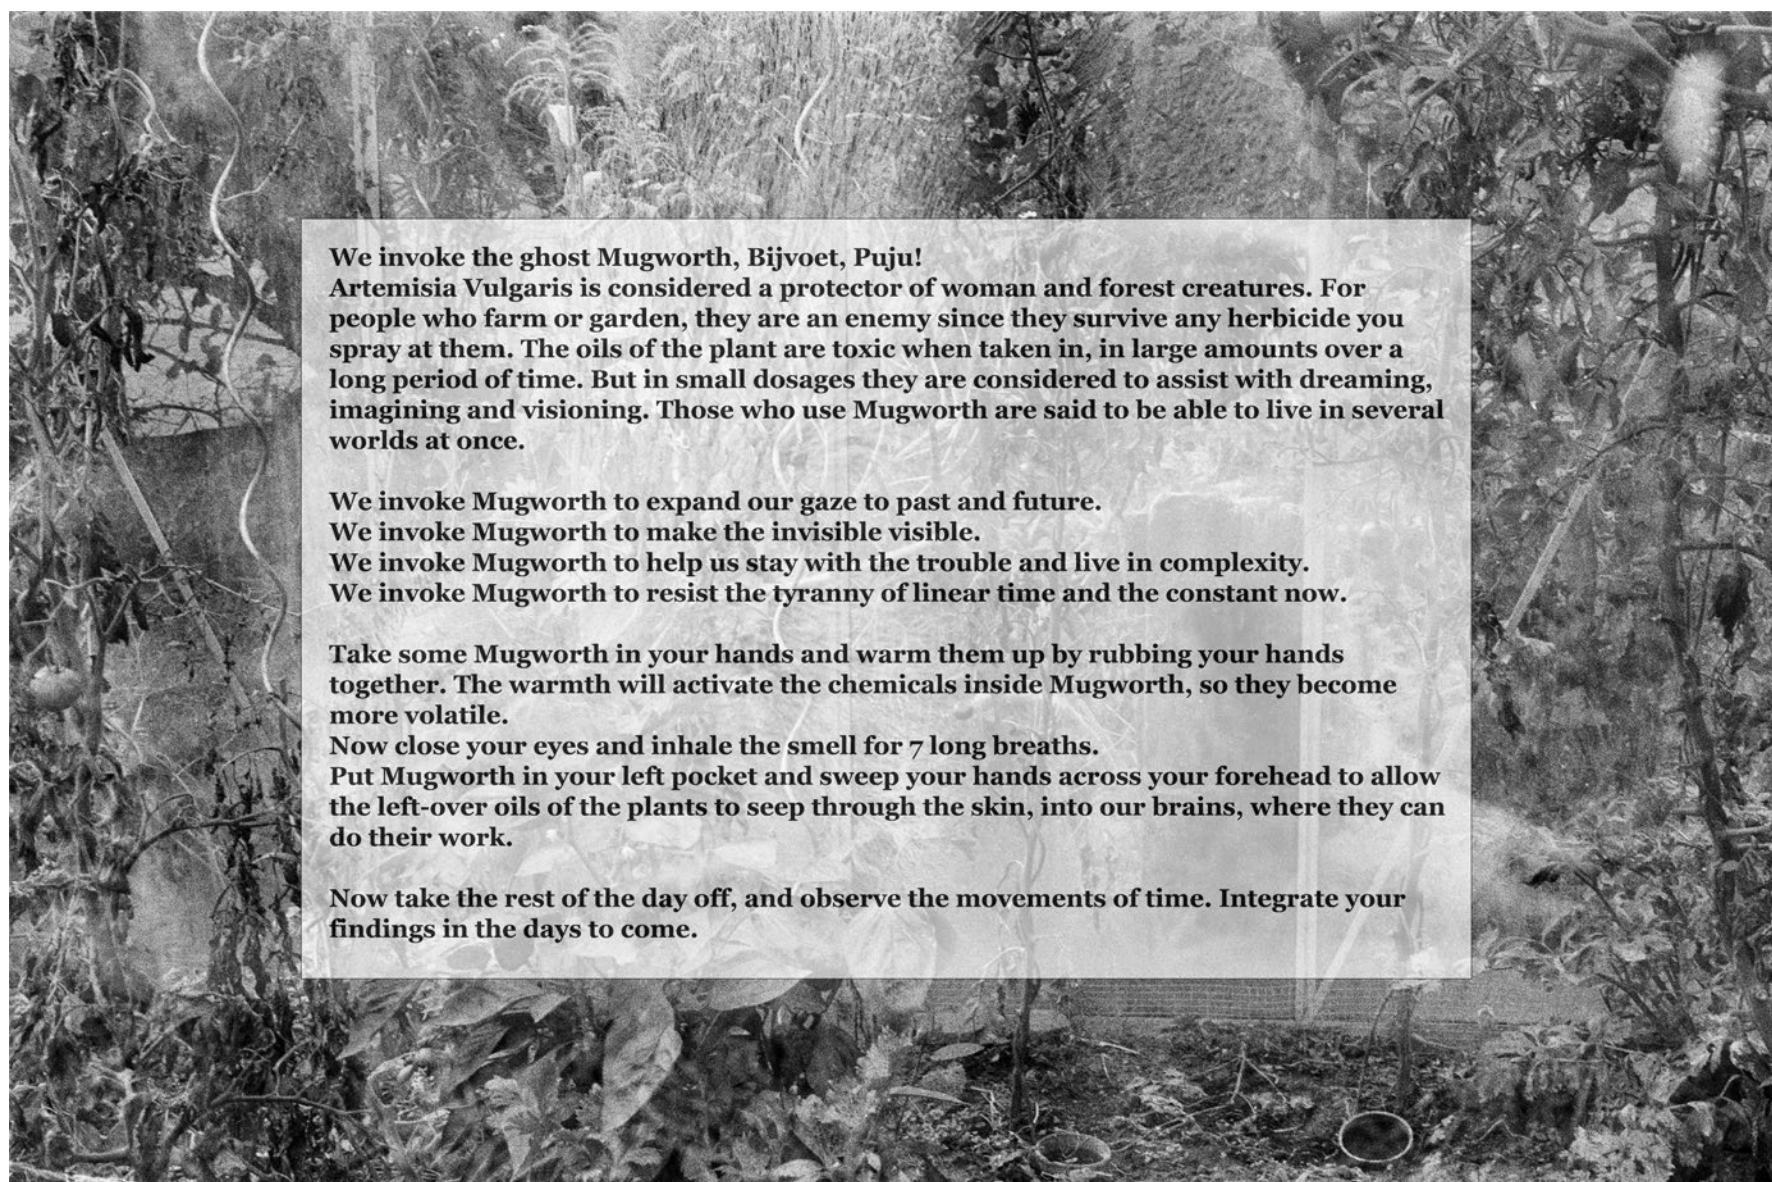 We invoke the ghost Mugworth, Bijvoet, Puju!
Artemisia Vulgaris is considered a protector of woman and forest creatures. For
people who farm or garden, they are an enemy since they survive any herbicide you
spray at them. The oils of the plant are toxic when taken in, in large amounts over a
long period of time. But in small dosages they are considered to assist with dreaming,
imagining and visioning. Those who use Mugworth are said to be able to live in several
worlds at once.
We invoke Mugworth to expand our gaze to past and future.
We invoke Mugworth to make the invisible visible.
We invoke Mugworth to help us stay with the trouble and live in complexity.
We invoke Mugworth to resist the tyranny of linear time and the constant now.
Take some Mugworth in your hands and warm them up by rubbing your hands
together. The warmth will activate the chemicals inside Mugworth, so they become
more volatile.
Now close your eyes and inhale the smell for 7 long breaths.
Put Mugworth in your left pocket and sweep your hands across your forehead to allow
the left-over oils of the plants to seep through the skin, into our brains, where they can
do their work.
Now take the rest of the day off, and observe the movements of time. Integrate your
findings in the days to come.